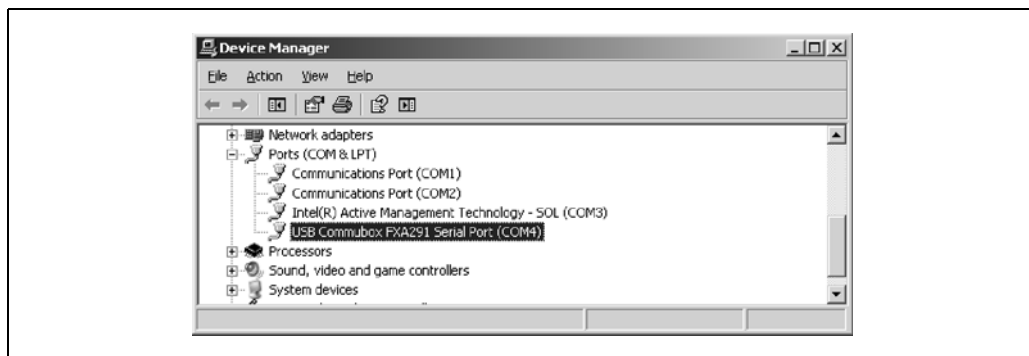 Device Manager
File Action View Help
Network adapters
Ports (COM & LPT)
Communications Port (COM1)
Communications Port (COM2)
Intel(R) Active Management Technology - SOL (COM3)
USB Commubox FXA291 Serial Port (COM4)
Processors
Sound, video and game controllers
System devices